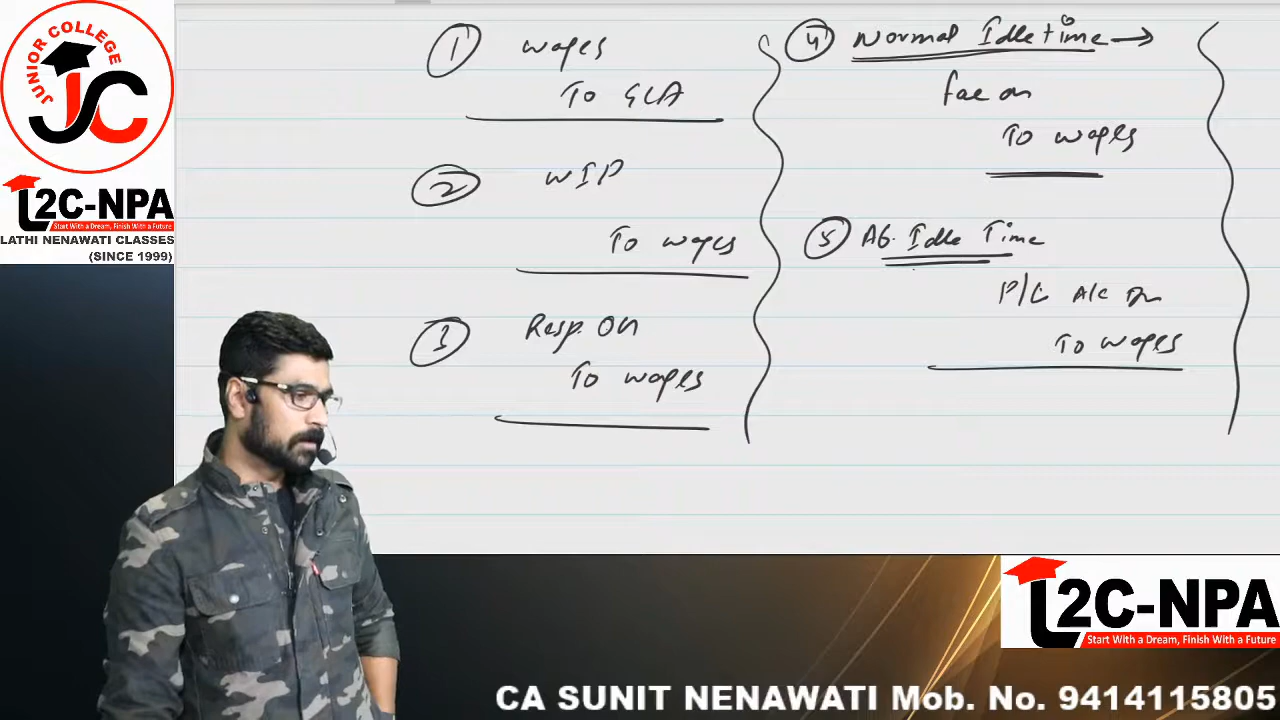 JUNIOR COLLEGE
JC
L2C-NPA
Start With a Dream, Finish With a Future
LATHI NENAWATI CLASSES
(SINCE 1999)
1 wages
To GLA
2 WIP
To wages
3 Resp. OH
To wages
4 Normal Idle time →
Fac OH
To wages
5 Ab. Idle Time
P/L A/c Dr
To wages
L2C-NPA
Start With a Dream, Finish With a Future
CA SUNIT NENAWATI Mob. No. 9414115805